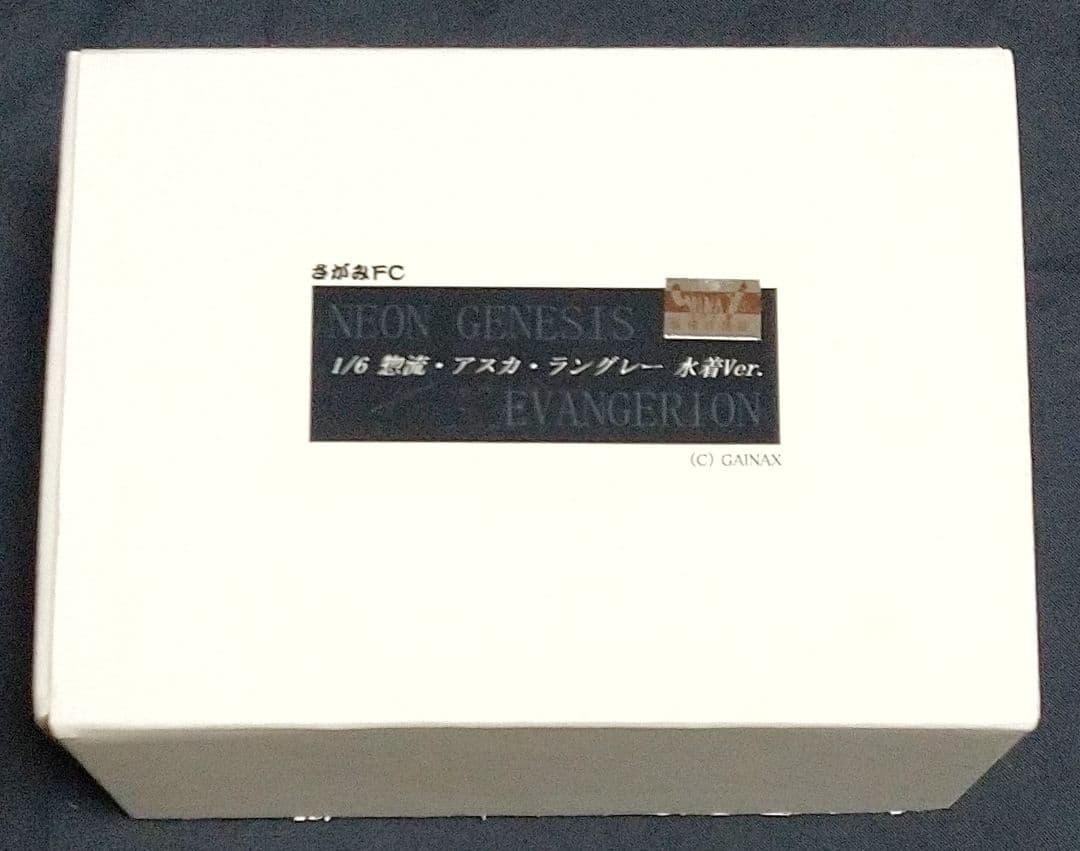 さがみFC
NEON GENESIS
1/6 惣流・アスカ・ラングレー 水着Ver.
EVANGERION
(C) GAINAX